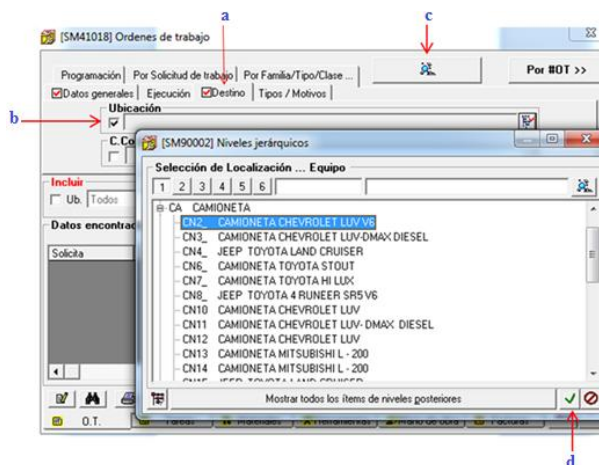 a
c
[SM41018] Ordenes de trabajo
Programación Por Solicitud de trabajo Por Familia/Tipo/Clase ...
Por #OT >>
Datos generales Ejecución Destino Tipos / Motivos
Ubicación
b
C.Co
[SM90002] Niveles jerárquicos
Selección de Localización ... Equipo
1 2 3 4 5 6
Incluir
Ub. Todos
Datos encontrad
Solicita
CA CAMIONETA
CN2_ CAMIONETA CHEVROLET LUV V6
CN3_ CAMIONETA CHEVROLET LUV-DMAX DIESEL
CN4_ JEEP TOYOTA LAND CRUISER
CN6_ CAMIONETA TOYOTA STOUT
CN7_ CAMIONETA TOYOTA HI LUX
CN8_ JEEP TOYOTA 4 RUNEER SR5 V6
CN10 CAMIONETA CHEVROLET LUV
CN11 CAMIONETA CHEVROLET LUV- DMAX DIESEL
CN12 CAMIONETA CHEVROLET LUV
CN13 CAMIONETA MITSUBISHI L - 200
CN14 CAMIONETA MITSUBISHI L - 200
Mostrar todos los ítems de niveles posteriores
O.T. Tareas Materiales Herramientas Mano de obra Facturas
d